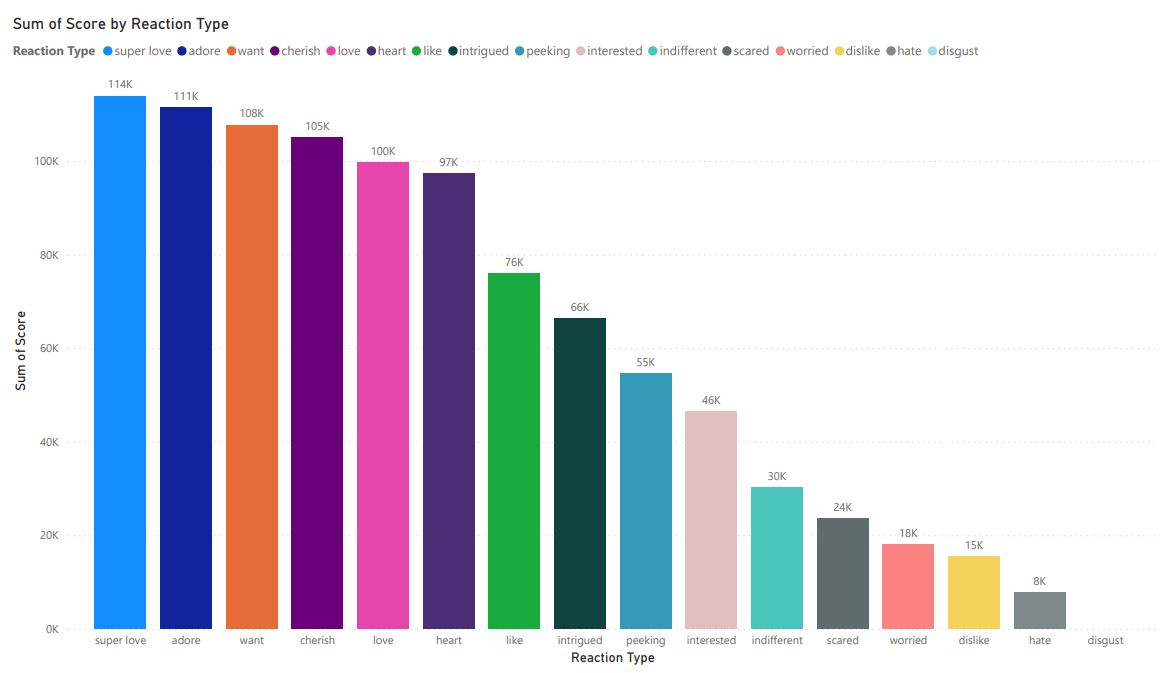 Sum of Score by Reaction Type
Reaction Type super love adore want cherish love heart like intrigued peeking interested indifferent scared worried dislike hate disgust
114K
111K
108K
105K
100K
97K
76K
66K
55K
46K
30K
24K
18K
15K
8K
100K
80K
60K
40K
20K
0K
Sum of Score
super love adore want cherish love heart like intrigued peeking interested indifferent scared worried dislike hate disgust
Reaction Type